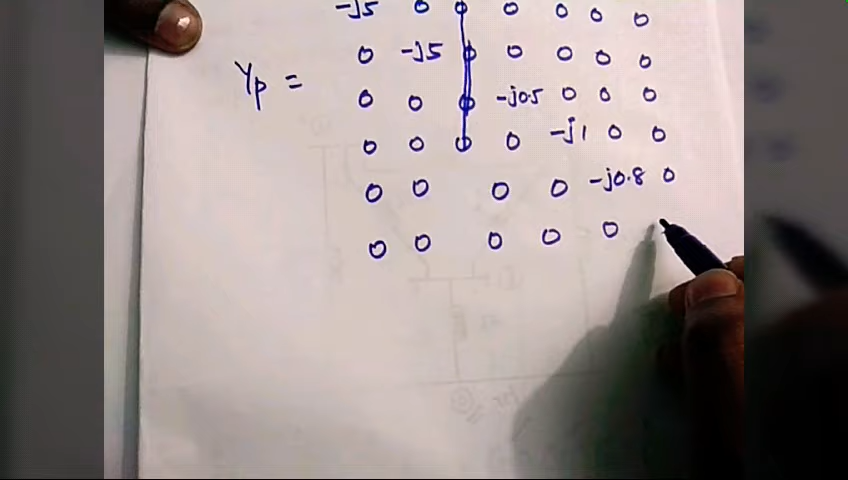 -J5 0 0 0 0 0 0
0 -J5 0 0 0 0 0
Yp =
0 0 0 -j0.5 0 0 0
0 0 0 0 -j1 0 0
0 0 0 0 -j0.8 0
0 0 0 0 0